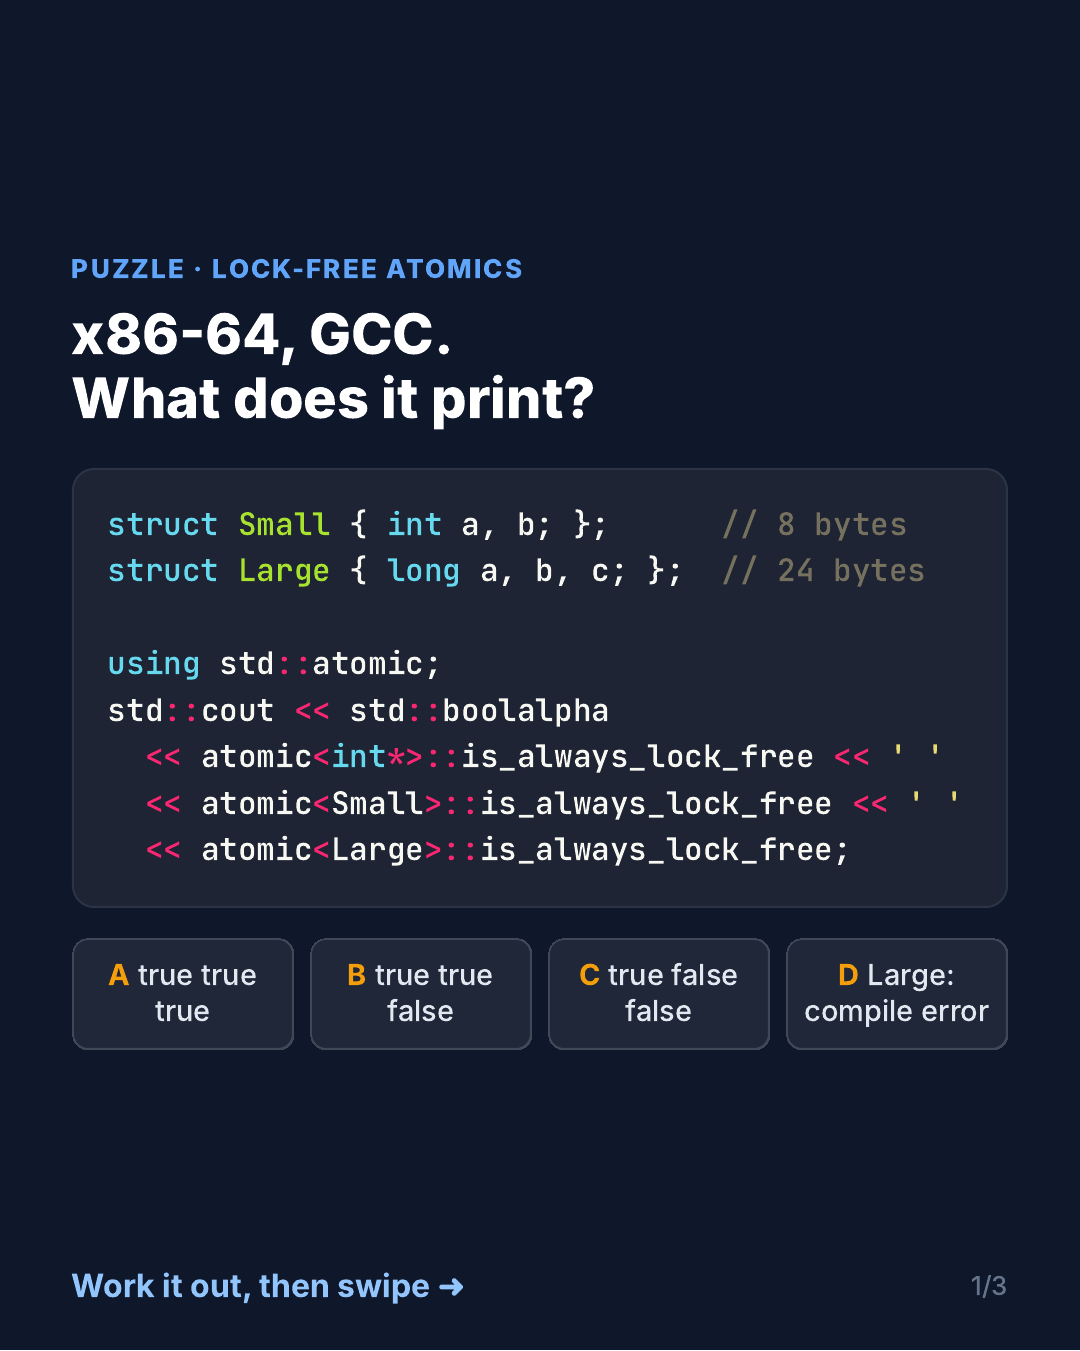 PUZZLE · LOCK-FREE ATOMICS
x86-64, GCC.
What does it print?
struct Small { int a, b; };      // 8 bytes
struct Large { long a, b, c; };  // 24 bytes
using std::atomic;
std::cout << std::boolalpha
  << atomic<int*>::is_always_lock_free << ' '
  << atomic<Small>::is_always_lock_free << ' '
  << atomic<Large>::is_always_lock_free;
A true true
true
B true true
false
C true false
false
D Large:
compile error
Work it out, then swipe ➜
1/3